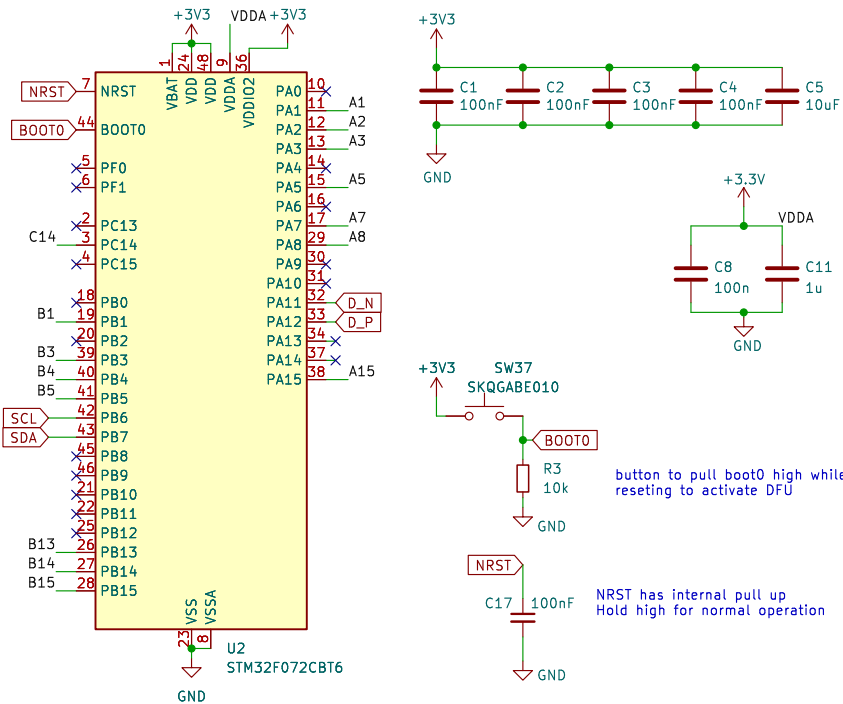 +3V3
VDDA
+3V3
1
24
48
9
36
VBAT
VDD
VDD
VDDA
VDDIO2
NRST
7
NRST
BOOT0
44
BOOT0
5
PF0
6
PF1
2
PC13
C14
3
PC14
4
PC15
18
PB0
B1
19
PB1
20
PB2
B3
39
PB3
B4
40
PB4
B5
41
PB5
SCL
42
PB6
SDA
43
PB7
45
PB8
46
PB9
21
PB10
22
PB11
25
PB12
B13
26
PB13
B14
27
PB14
B15
28
PB15
PA0
10
PA1
11
A1
PA2
12
A2
PA3
13
A3
PA4
14
PA5
15
A5
PA6
16
PA7
17
A7
PA8
29
A8
PA9
30
PA10
31
PA11
32
D_N
PA12
33
D_P
PA13
34
PA14
37
PA15
38
A15
VSS
VSSA
23
8
U2
STM32F072CBT6
GND
+3V3
C1
100nF
C2
100nF
C3
100nF
C4
100nF
C5
10uF
GND
+3.3V
VDDA
C8
100n
C11
1u
GND
+3V3
SW37
SKQGABE010
BOOT0
R3
10k
GND
button to pull boot0 high while
reseting to activate DFU
NRST
C17
100nF
GND
NRST has internal pull up
Hold high for normal operation